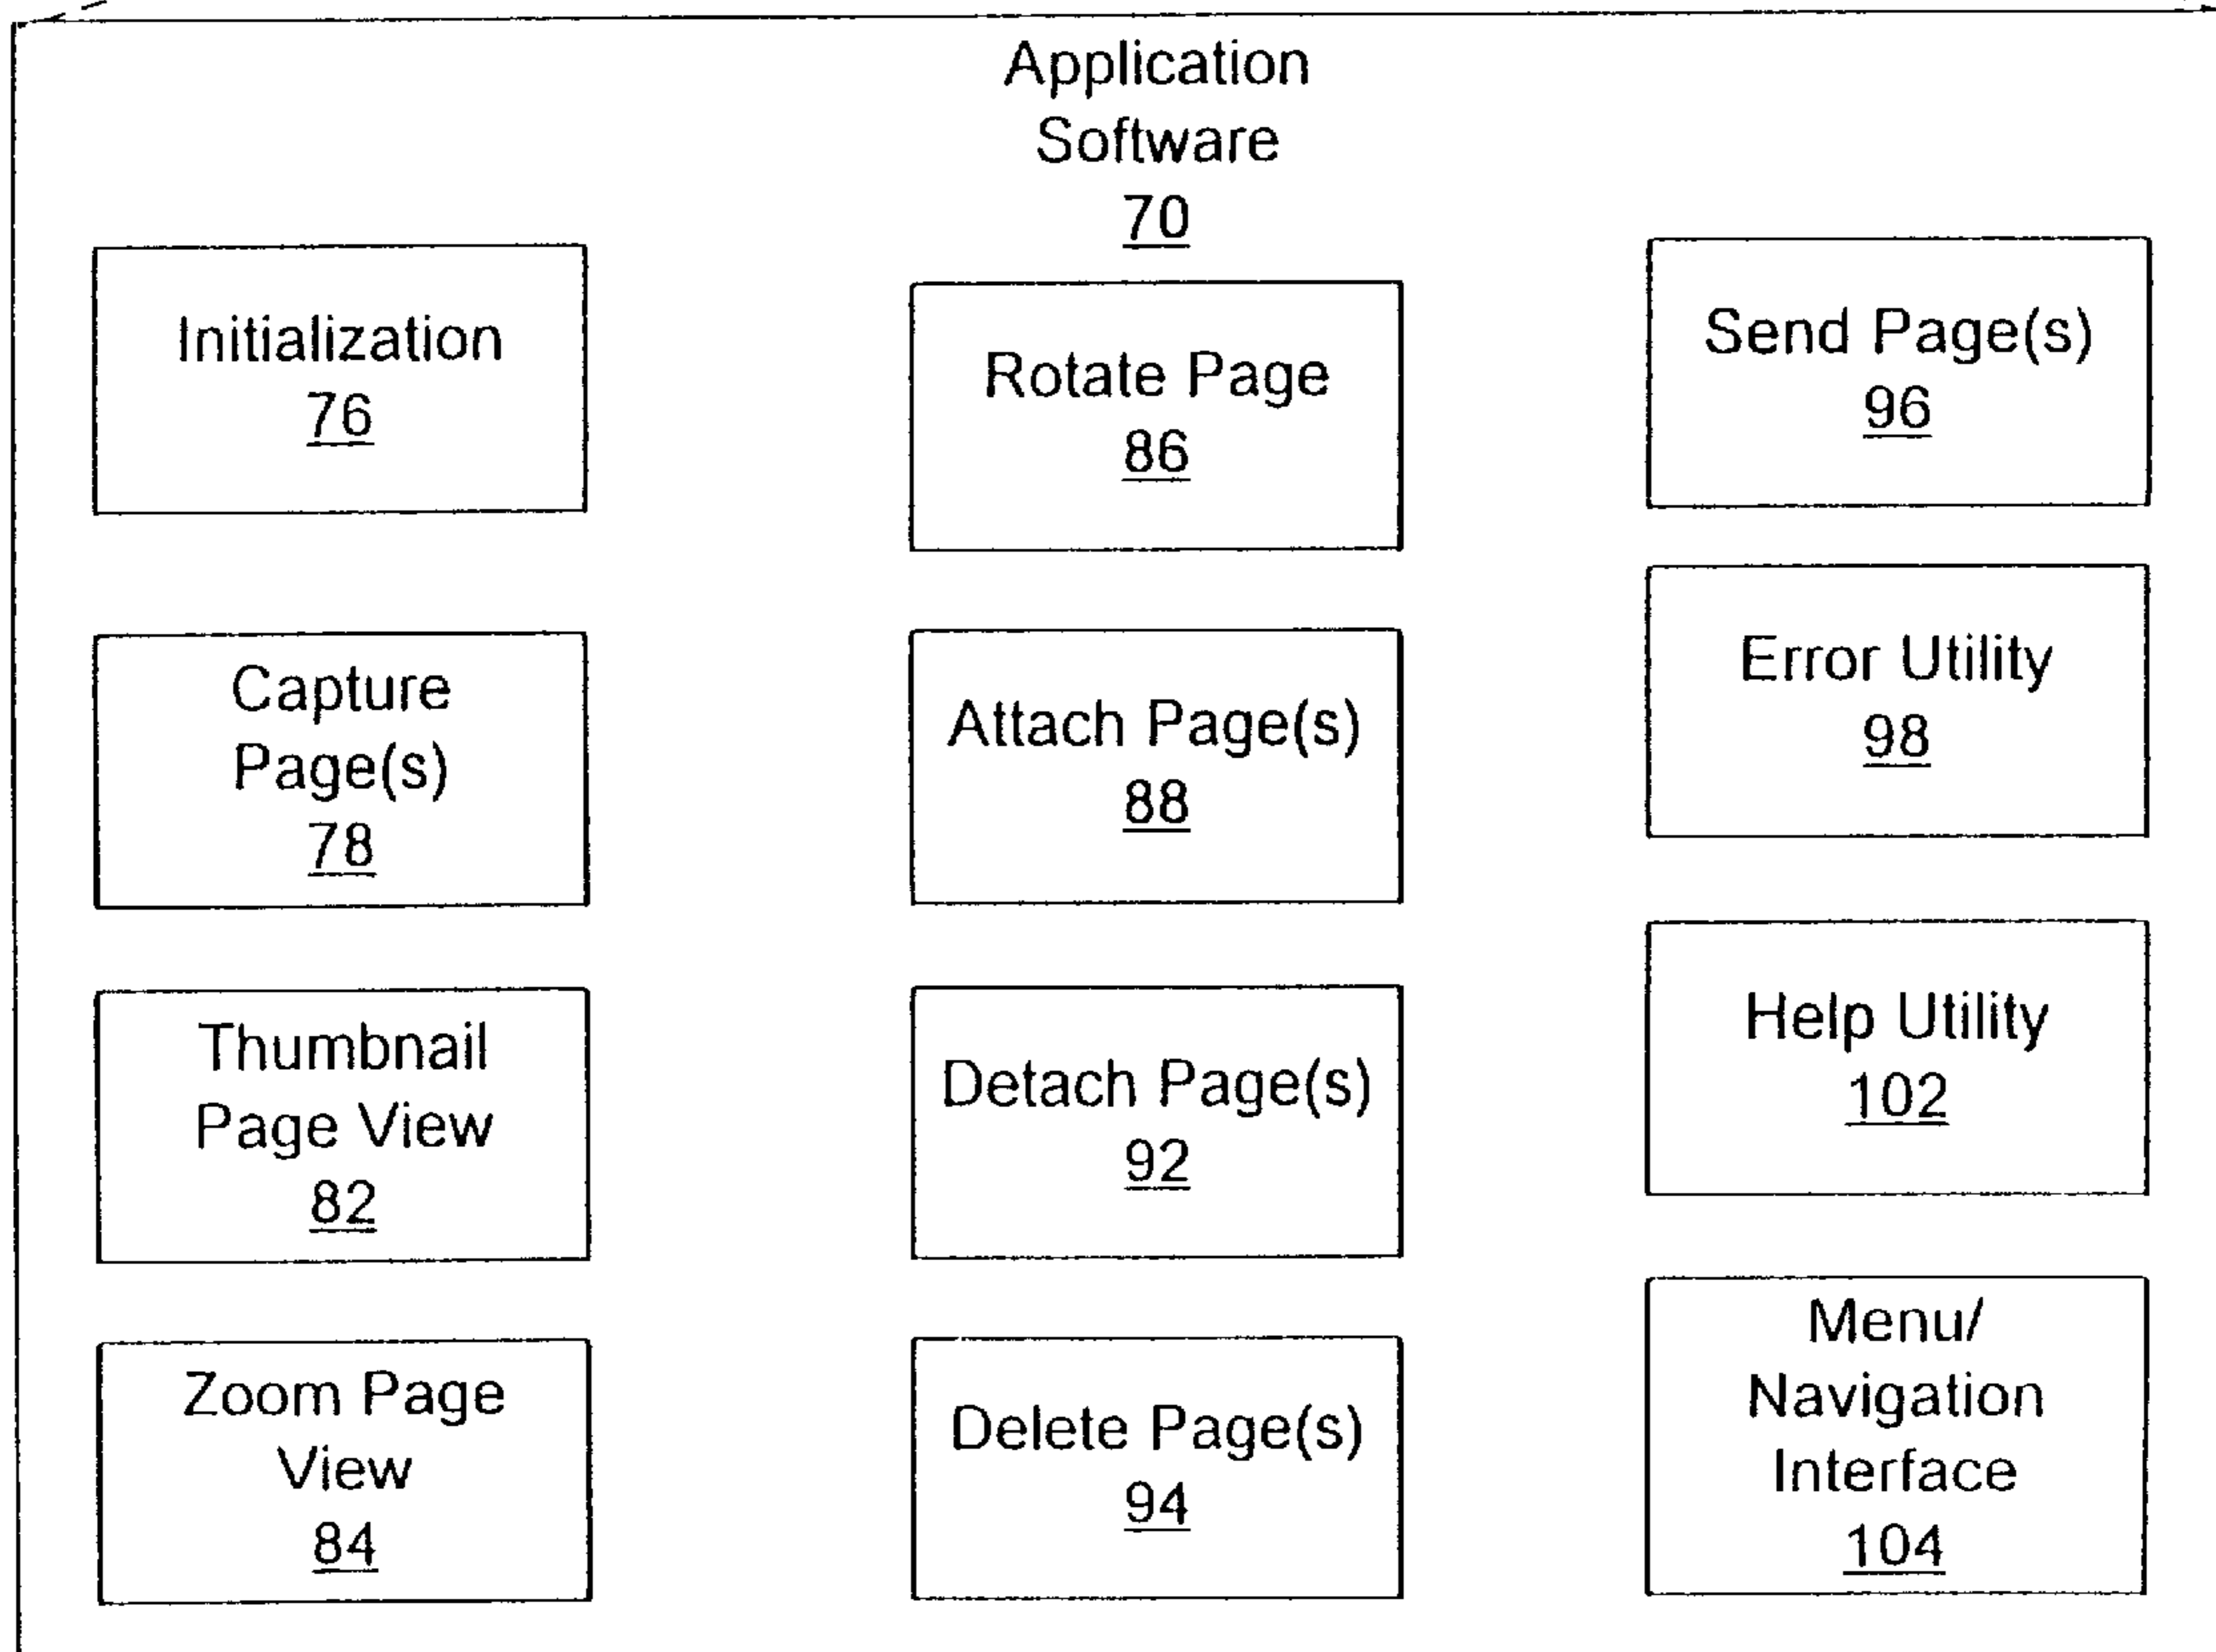 Application
Software
70
Initialization
76
Capture
Page(s)
78
Thumbnail
Page View
82
Zoom Page
View
84
Rotate Page
86
Attach Page(s)
88
Detach Page(s)
92
Delete Page(s)
94
Send Page(s)
96
Error Utility
98
Help Utility
102
Menu/
Navigation
Interface
104